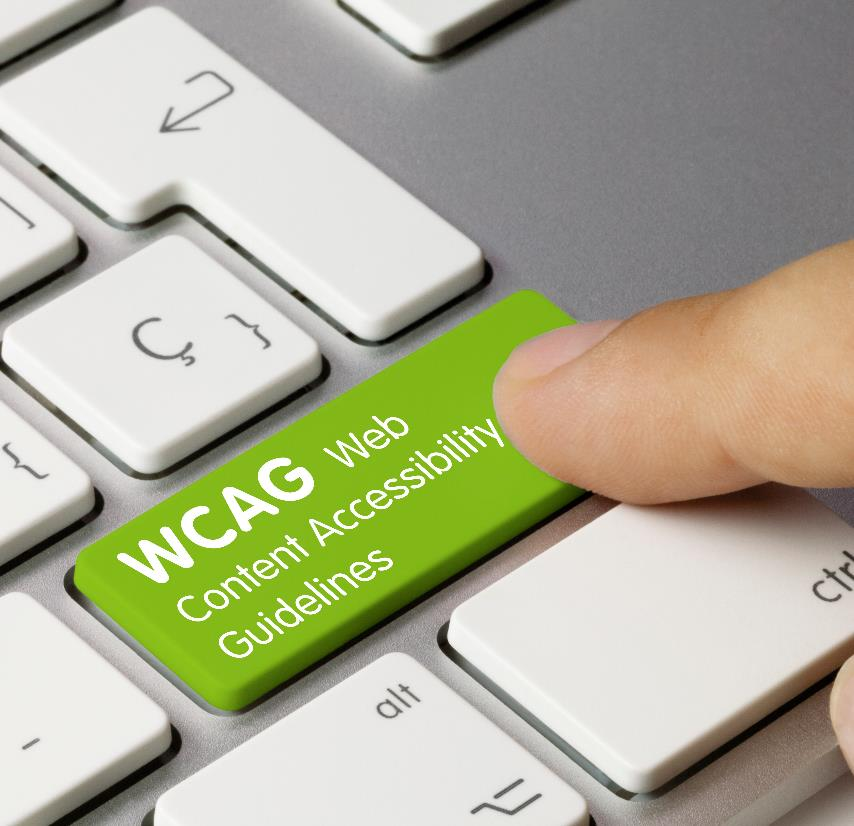 ]
Ç }
{
WCAG Web
Content Accessibility
Guidelines
-
alt
ctrl